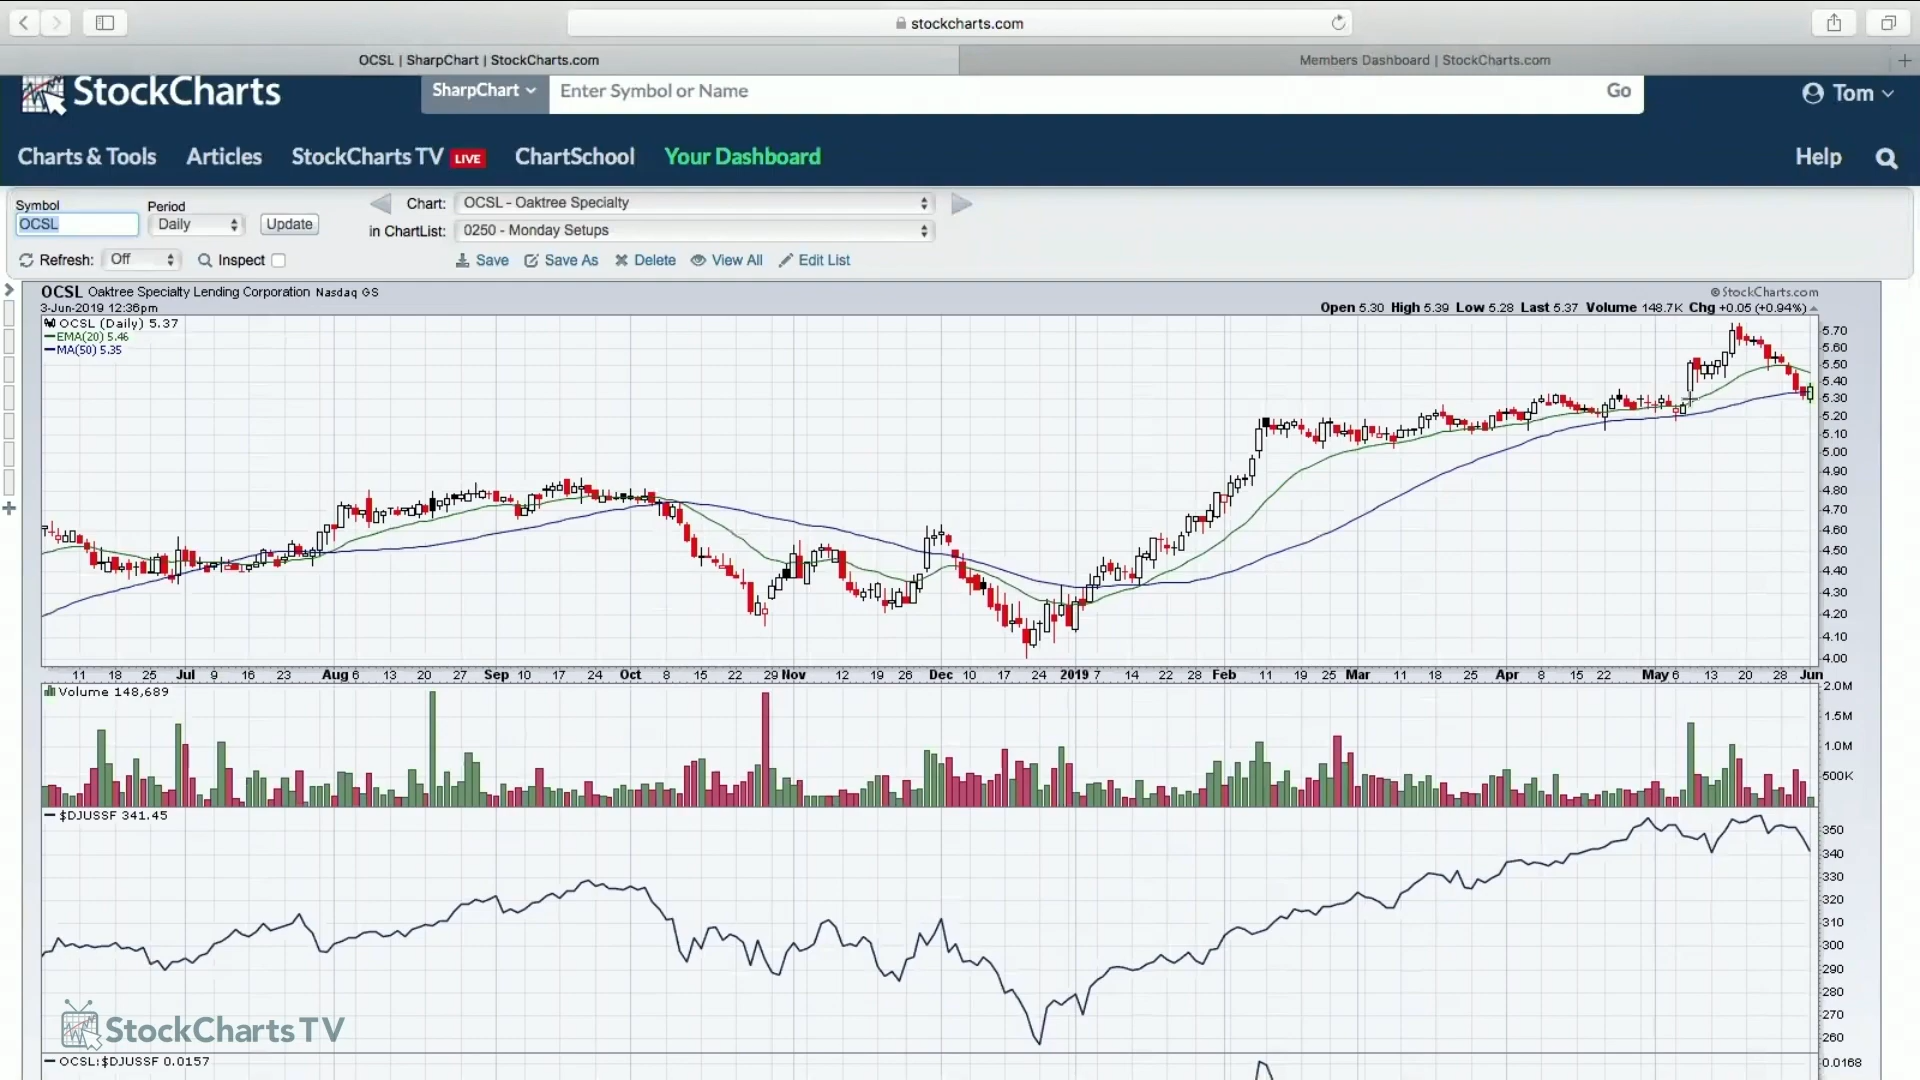 stockcharts.com
OCSL | SharpChart | StockCharts.com
Members Dashboard | StockCharts.com
StockCharts
SharpChart
Enter Symbol or Name
Go
Tom
Charts & Tools
Articles
StockCharts TV LIVE
ChartSchool
Your Dashboard
Help
Symbol
Period
Chart: OCSL - Oaktree Specialty
OCSL
Daily
Update
in ChartList: 0250 - Monday Setups
Refresh: Off
Inspect
Save
Save As
Delete
View All
Edit List
OCSL Oaktree Specialty Lending Corporation Nasdaq GS
© StockCharts.com
3-Jun-2019 12:36pm
Open 5.30 High 5.39 Low 5.28 Last 5.37 Volume 148.7K Chg +0.05 (+0.94%)
OCSL (Daily) 5.37
EMA(20) 5.46
MA(50) 5.35
5.70
5.60
5.50
5.40
5.30
5.20
5.10
5.00
4.90
4.80
4.70
4.60
4.50
4.40
4.30
4.20
4.10
4.00
11 18 25 Jul 9 16 23 Aug 6 13 20 27 Sep 10 17 24 Oct 8 15 22 29 Nov 12 19 26 Dec 10 17 24 2019 7 14 22 28 Feb 11 19 25 Mar 11 18 25 Apr 8 15 22 May 6 13 20 28 Jun
Volume 148,689
2.0M
1.5M
1.0M
500K
$DJUSSF 341.45
350
340
330
320
310
300
290
280
270
260
StockCharts TV
OCSL:$DJUSSF 0.0157
0.0168